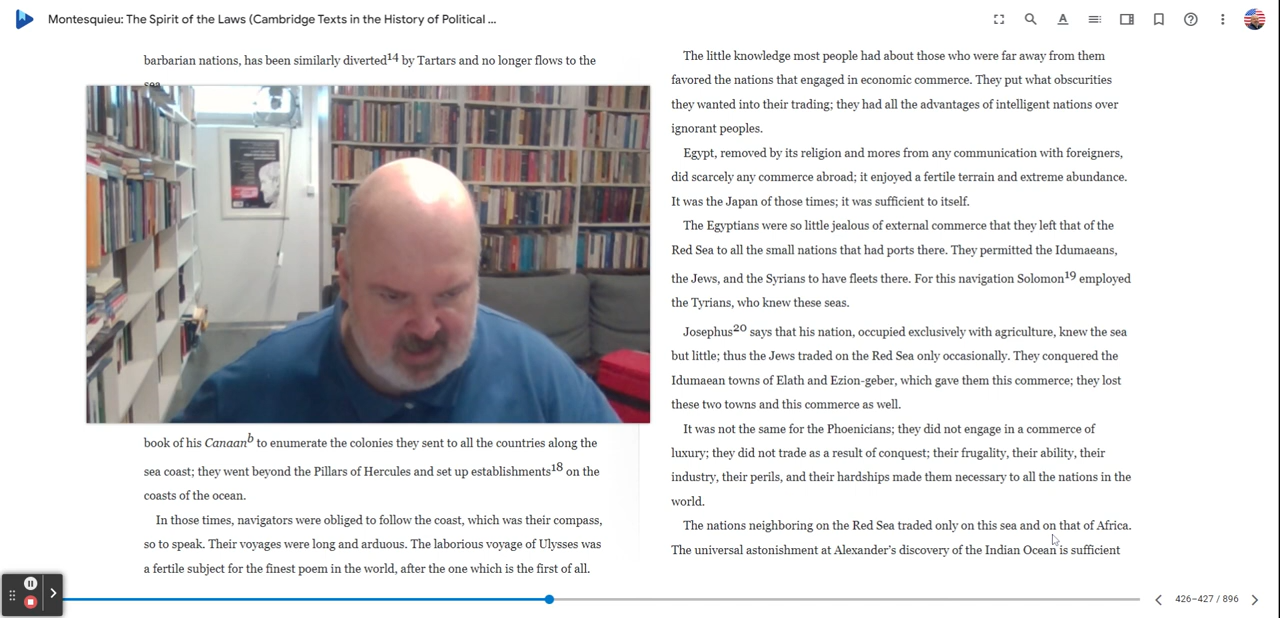 Montesquieu: The Spirit of the Laws (Cambridge Texts in the History of Political ...
barbarian nations, has been similarly diverted14 by Tartars and no longer flows to the
sea
book of his Canaanb to enumerate the colonies they sent to all the countries along the
sea coast; they went beyond the Pillars of Hercules and set up establishments18 on the
coasts of the ocean.
In those times, navigators were obliged to follow the coast, which was their compass,
so to speak. Their voyages were long and arduous. The laborious voyage of Ulysses was
a fertile subject for the finest poem in the world, after the one which is the first of all.
The little knowledge most people had about those who were far away from them
favored the nations that engaged in economic commerce. They put what obscurities
they wanted into their trading; they had all the advantages of intelligent nations over
ignorant peoples.
Egypt, removed by its religion and mores from any communication with foreigners,
did scarcely any commerce abroad; it enjoyed a fertile terrain and extreme abundance.
It was the Japan of those times; it was sufficient to itself.
The Egyptians were so little jealous of external commerce that they left that of the
Red Sea to all the small nations that had ports there. They permitted the Idumaeans,
the Jews, and the Syrians to have fleets there. For this navigation Solomon19 employed
the Tyrians, who knew these seas.
Josephus20 says that his nation, occupied exclusively with agriculture, knew the sea
but little; thus the Jews traded on the Red Sea only occasionally. They conquered the
Idumaean towns of Elath and Ezion-geber, which gave them this commerce; they lost
these two towns and this commerce as well.
It was not the same for the Phoenicians; they did not engage in a commerce of
luxury; they did not trade as a result of conquest; their frugality, their ability, their
industry, their perils, and their hardships made them necessary to all the nations in the
world.
The nations neighboring on the Red Sea traded only on this sea and on that of Africa.
The universal astonishment at Alexander's discovery of the Indian Ocean is sufficient
426-427 / 896